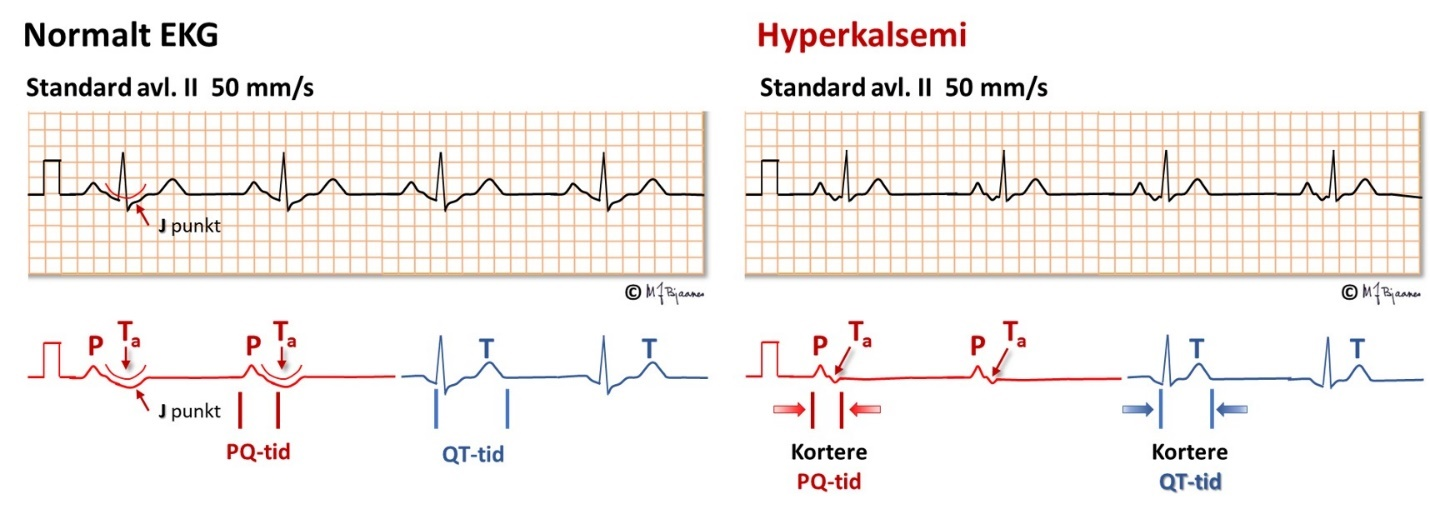 Normalt EKG
Standard avl. II 50 mm/s
J punkt
© MJ Bjaanes
P
Ta
P
Ta
T
T
J punkt
PQ-tid
QT-tid
Hyperkalsemi
Standard avl. II 50 mm/s
© MJ Bjaanes
P
Ta
P
Ta
T
T
Kortere
PQ-tid
Kortere
QT-tid